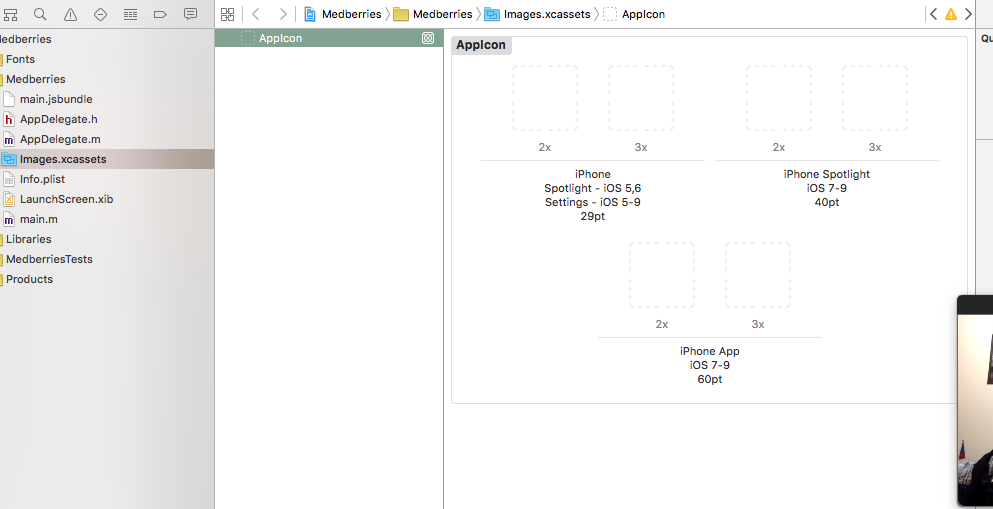 Medberries
Medberries
Images.xcassets
AppIcon
edberries
Fonts
Medberries
main.jsbundle
h
AppDelegate.h
m
AppDelegate.m
Images.xcassets
Info.plist
LaunchScreen.xib
m
main.m
Libraries
MedberriesTests
Products
AppIcon
AppIcon
Qu
2x
3x
2x
3x
iPhone
Spotlight - iOS 5,6
Settings - iOS 5-9
29pt
iPhone Spotlight
iOS 7-9
40pt
2x
3x
iPhone App
iOS 7-9
60pt